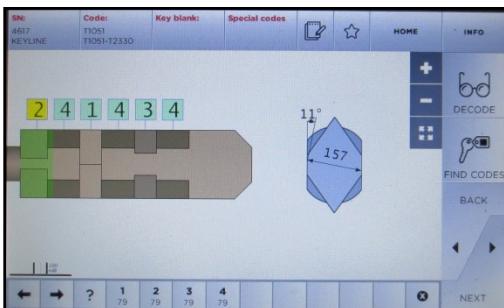 SN:
4617
KEYLINE
Code:
T1051
T1051-T2330
Key blank:
Special codes
HOME
INFO
2 4 1 4 3 4
11°
157
DECODE
FIND CODES
BACK
NEXT
? 1 2 3 4
79 79 79 79